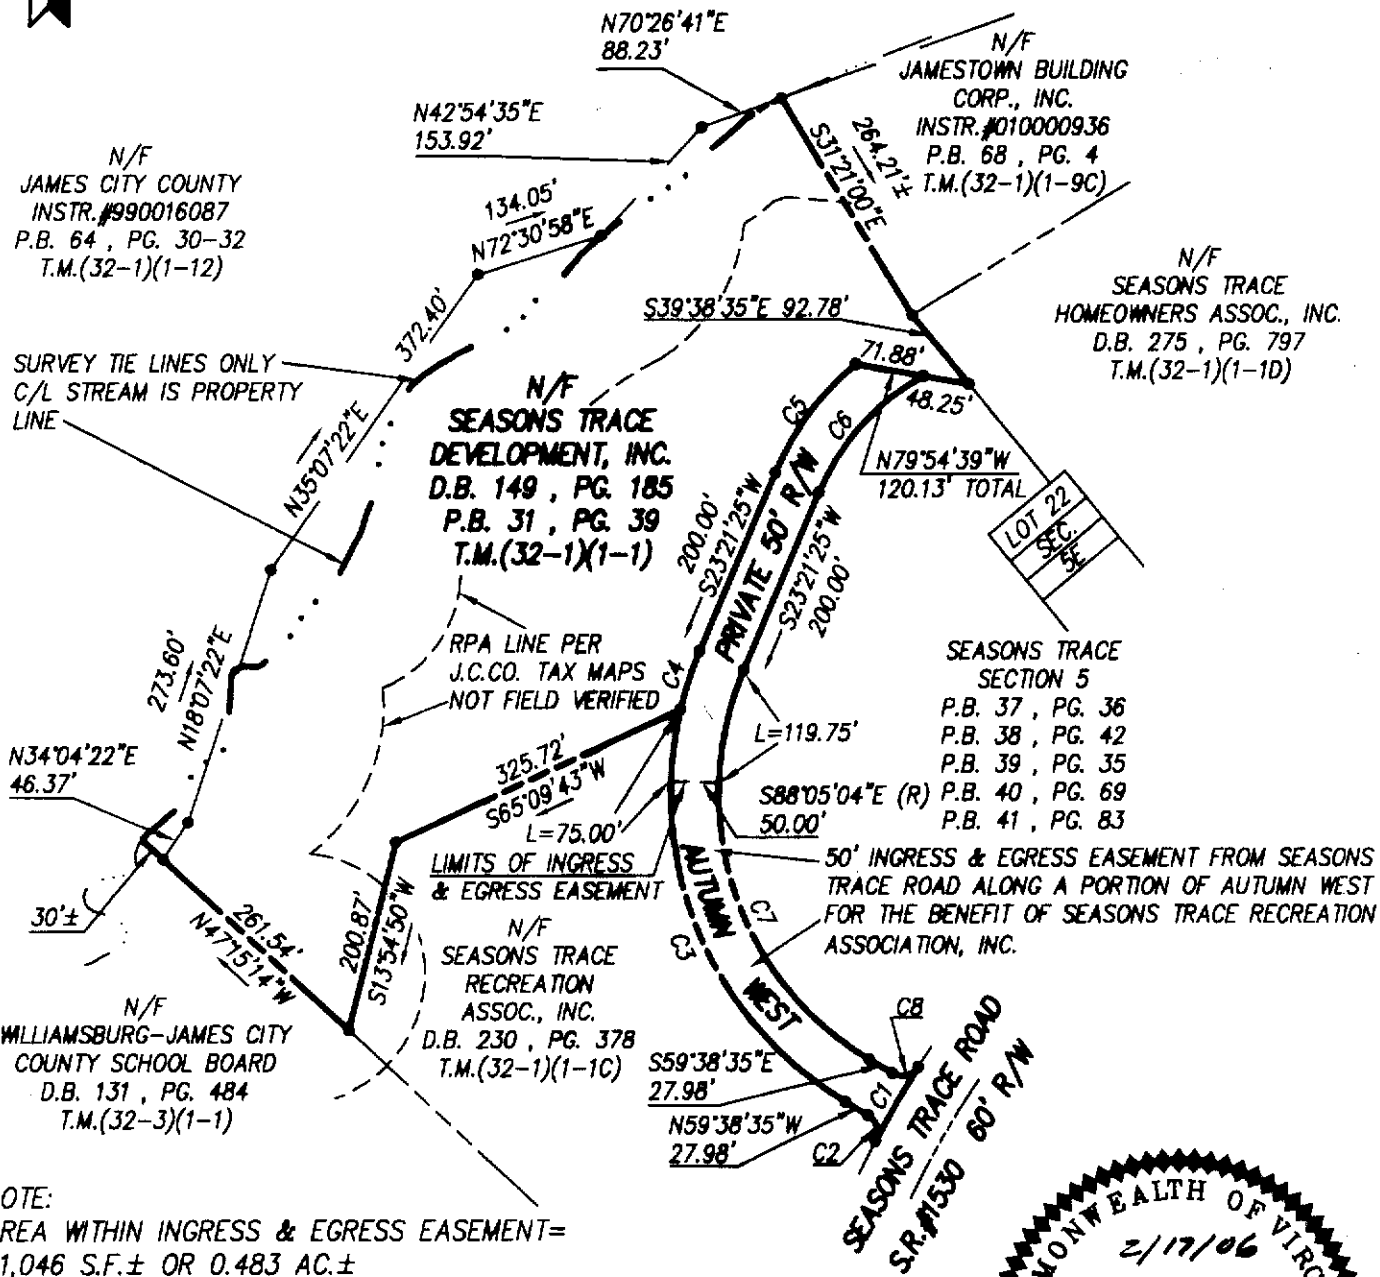 N70°26'41"E
88.23'
N/F
JAMESTOWN BUILDING
CORP., INC.
INSTR.#010000936
P.B. 68 , PG. 4
T.M.(32-1)(1-9C)
N42°54'35"E
153.92'
264.21'±
S31°21'00"E
N/F
JAMES CITY COUNTY
INSTR.#990016087
P.B. 64 , PG. 30-32
T.M.(32-1)(1-12)
134.05'
N72°30'58"E
N/F
SEASONS TRACE
HOMEOWNERS ASSOC., INC.
D.B. 275 , PG. 797
T.M.(32-1)(1-1D)
S39°38'35"E 92.78'
372.40'
N35°07'22"E
SURVEY TIE LINES ONLY
C/L STREAM IS PROPERTY
LINE
71.88'
48.25'
N79°54'39"W
120.13' TOTAL
C5
C6
N/F
SEASONS TRACE
DEVELOPMENT, INC.
D.B. 149 , PG. 185
P.B. 31 , PG. 39
T.M.(32-1)(1-1)
200.00'
S23°21'25"W
PRIVATE 50' R/W
S23°21'25"W
200.00'
LOT 22
SEC.
5E
RPA LINE PER
J.C.CO. TAX MAPS
NOT FIELD VERIFIED
C4
SEASONS TRACE
SECTION 5
P.B. 37 , PG. 36
P.B. 38 , PG. 42
P.B. 39 , PG. 35
P.B. 40 , PG. 69
P.B. 41 , PG. 83
273.60'
N18°07'22"E
L=119.75'
N34°04'22"E
46.37'
325.72'
S65°09'43"W
L=75.00'
S88°05'04"E (R)
50.00'
LIMITS OF INGRESS
& EGRESS EASEMENT
50' INGRESS & EGRESS EASEMENT FROM SEASONS
TRACE ROAD ALONG A PORTION OF AUTUMN WEST
FOR THE BENEFIT OF SEASONS TRACE RECREATION
ASSOCIATION, INC.
AUTUMN
WEST
C7
C3
30'±
261.54'
N47°15'14"W
200.87'
S13°54'50"W
N/F
SEASONS TRACE
RECREATION
ASSOC., INC.
D.B. 230 , PG. 378
T.M.(32-1)(1-1C)
N/F
WILLIAMSBURG-JAMES CITY
COUNTY SCHOOL BOARD
D.B. 131 , PG. 484
T.M.(32-3)(1-1)
C8
S59°38'35"E
27.98'
N59°38'35"W
27.98'
C1
C2
SEASONS TRACE ROAD
S.R.#1530 60' R/W
OTE:
REA WITHIN INGRESS & EGRESS EASEMENT=
1,046 S.F.± OR 0.483 AC.±
MONWEALTH OF VIRG
2/17/06